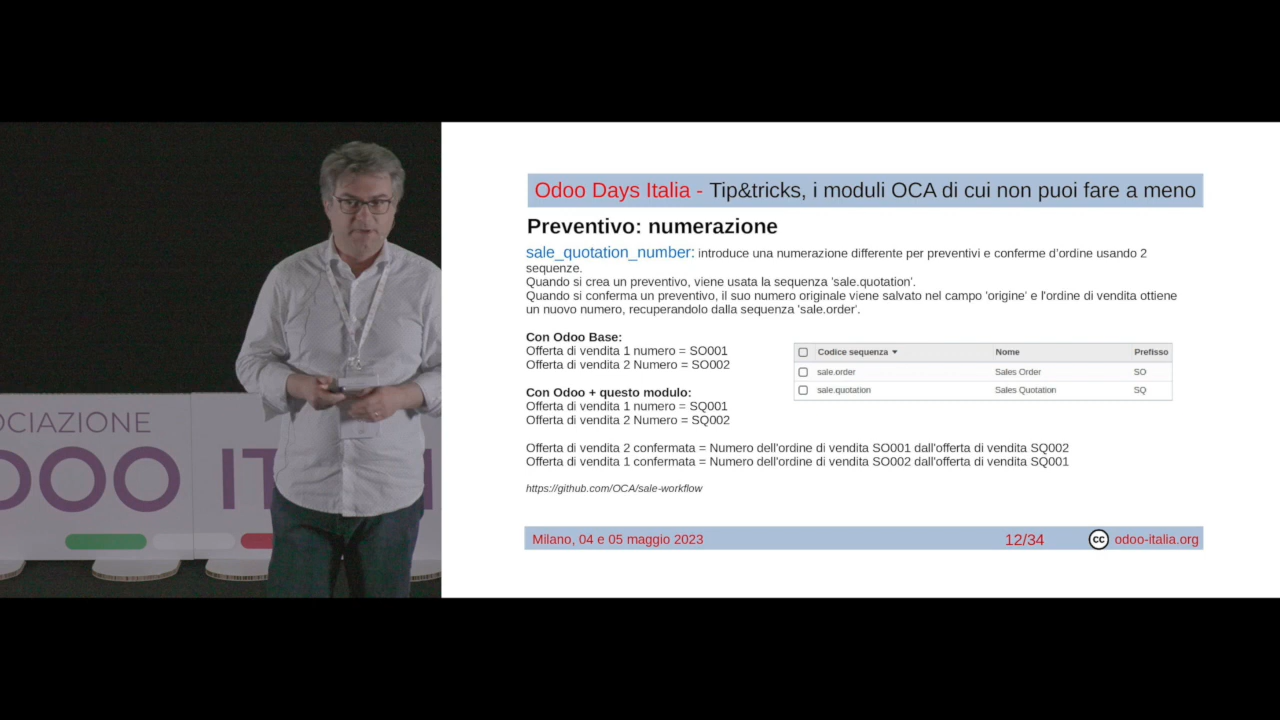 OCIAZIONE
OOO IT
Odoo Days Italia - Tip&tricks, i moduli OCA di cui non puoi fare a meno
Preventivo: numerazione
sale_quotation_number: introduce una numerazione differente per preventivi e conferme d'ordine usando 2
sequenze.
Quando si crea un preventivo, viene usata la sequenza 'sale.quotation'.
Quando si conferma un preventivo, il suo numero originale viene salvato nel campo 'origine' e l'ordine di vendita ottiene
un nuovo numero, recuperandolo dalla sequenza 'sale.order'.
Con Odoo Base:
Offerta di vendita 1 numero = SO001
Offerta di vendita 2 Numero = SO002
Con Odoo + questo modulo:
Offerta di vendita 1 numero = SQ001
Offerta di vendita 2 Numero = SQ002
Codice sequenza Nome Prefisso
sale.order Sales Order SO
sale.quotation Sales Quotation SQ
Offerta di vendita 2 confermata = Numero dell'ordine di vendita SO001 dall'offerta di vendita SQ002
Offerta di vendita 1 confermata = Numero dell'ordine di vendita SO002 dall'offerta di vendita SQ001
https://github.com/OCA/sale-workflow
Milano, 04 e 05 maggio 2023 12/34 cc odoo-italia.org